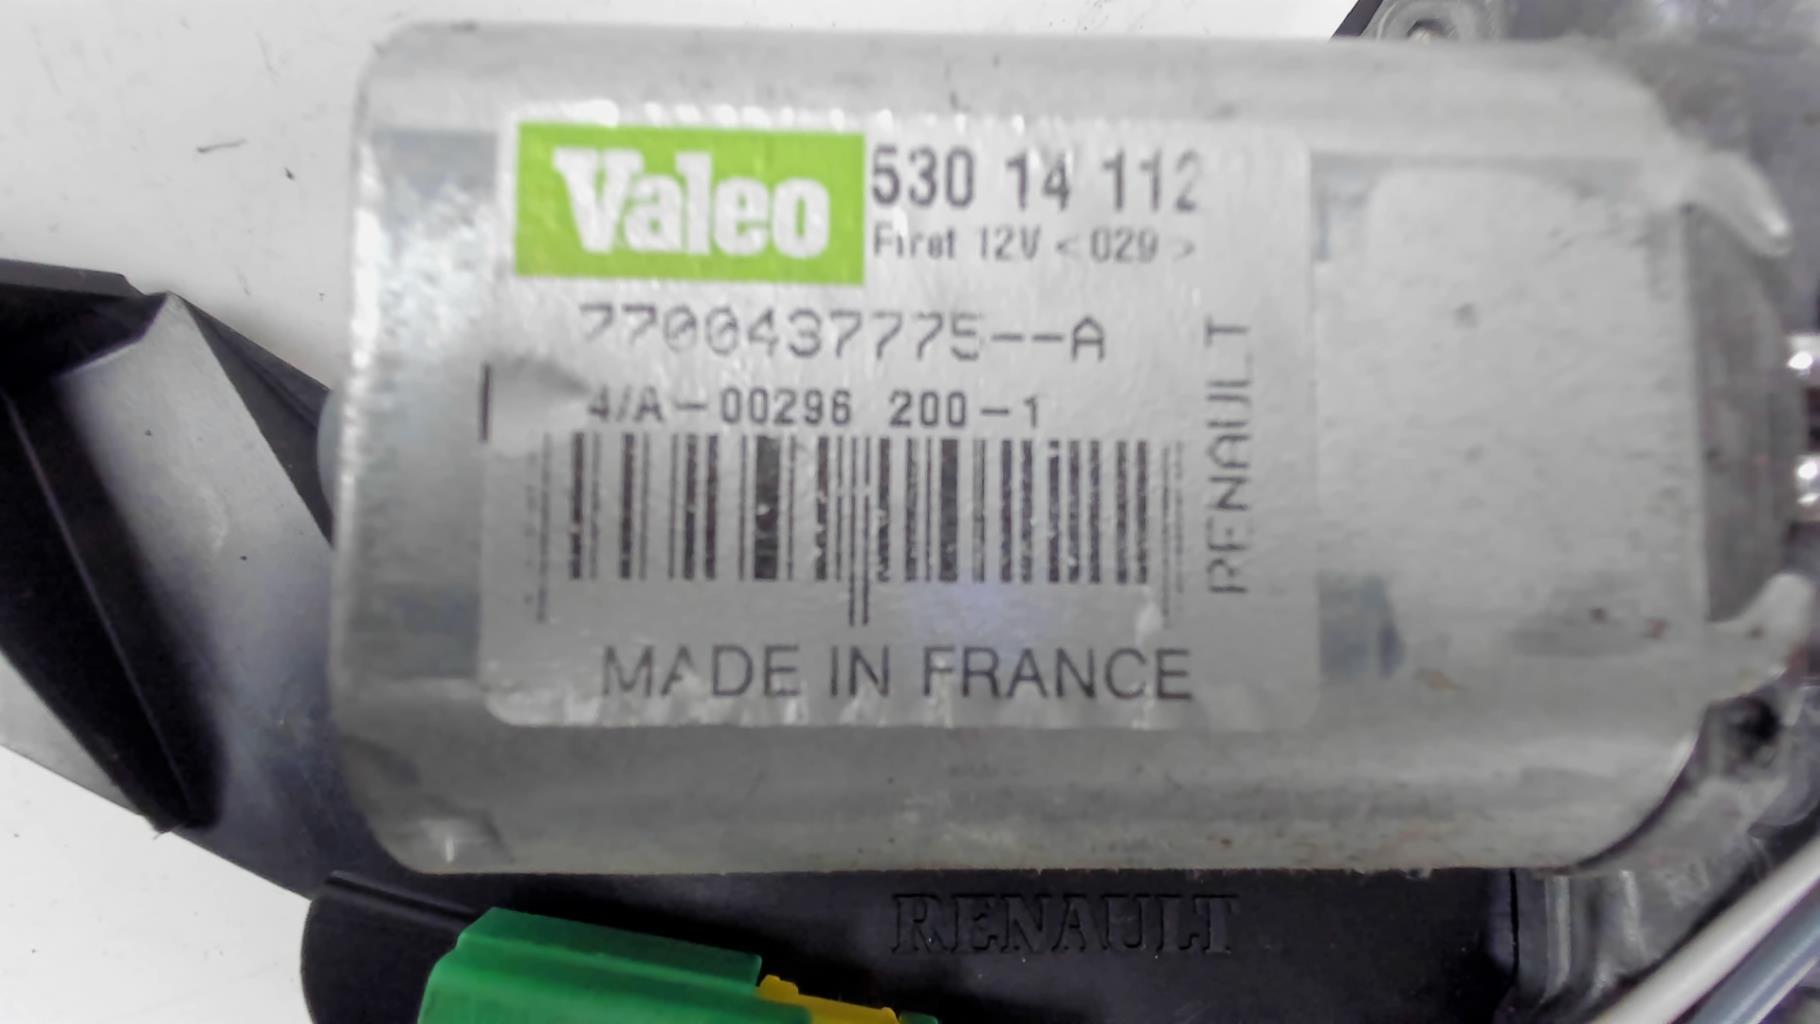 Valeo
530 14 112
First 12V <029>
7700437775--A
4/A-00296 200-1
RENAULT
MADE IN FRANCE
RENAULT